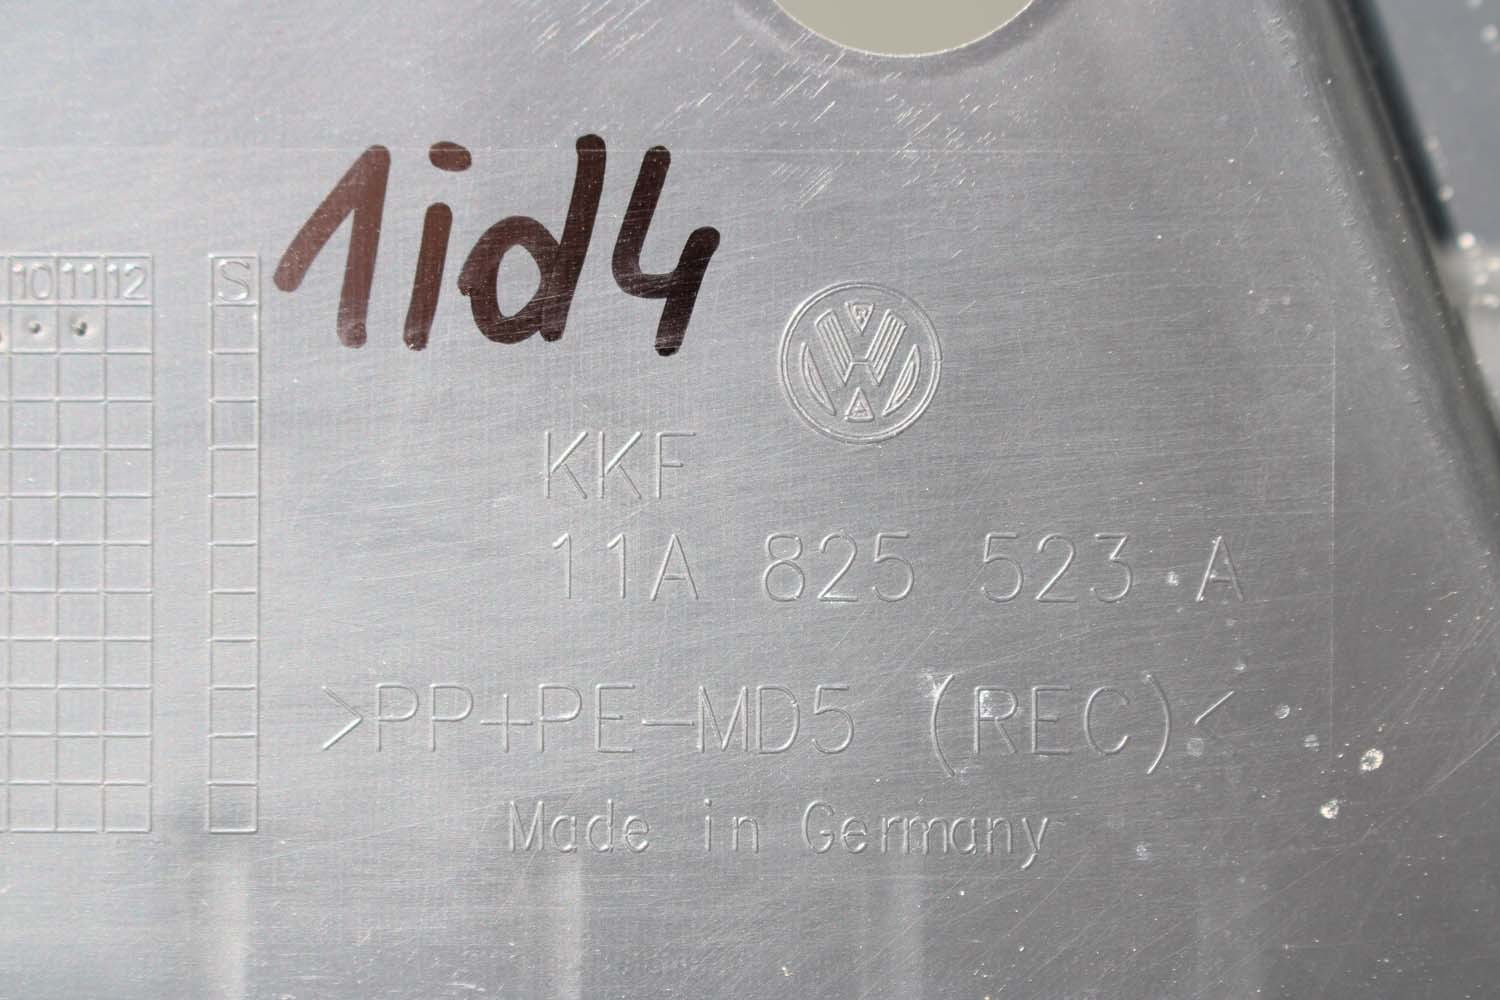 1id4
10 11 12 S
KKF
11A 825 523 A
>PP+PE-MD5 (REC)<
Made in Germany